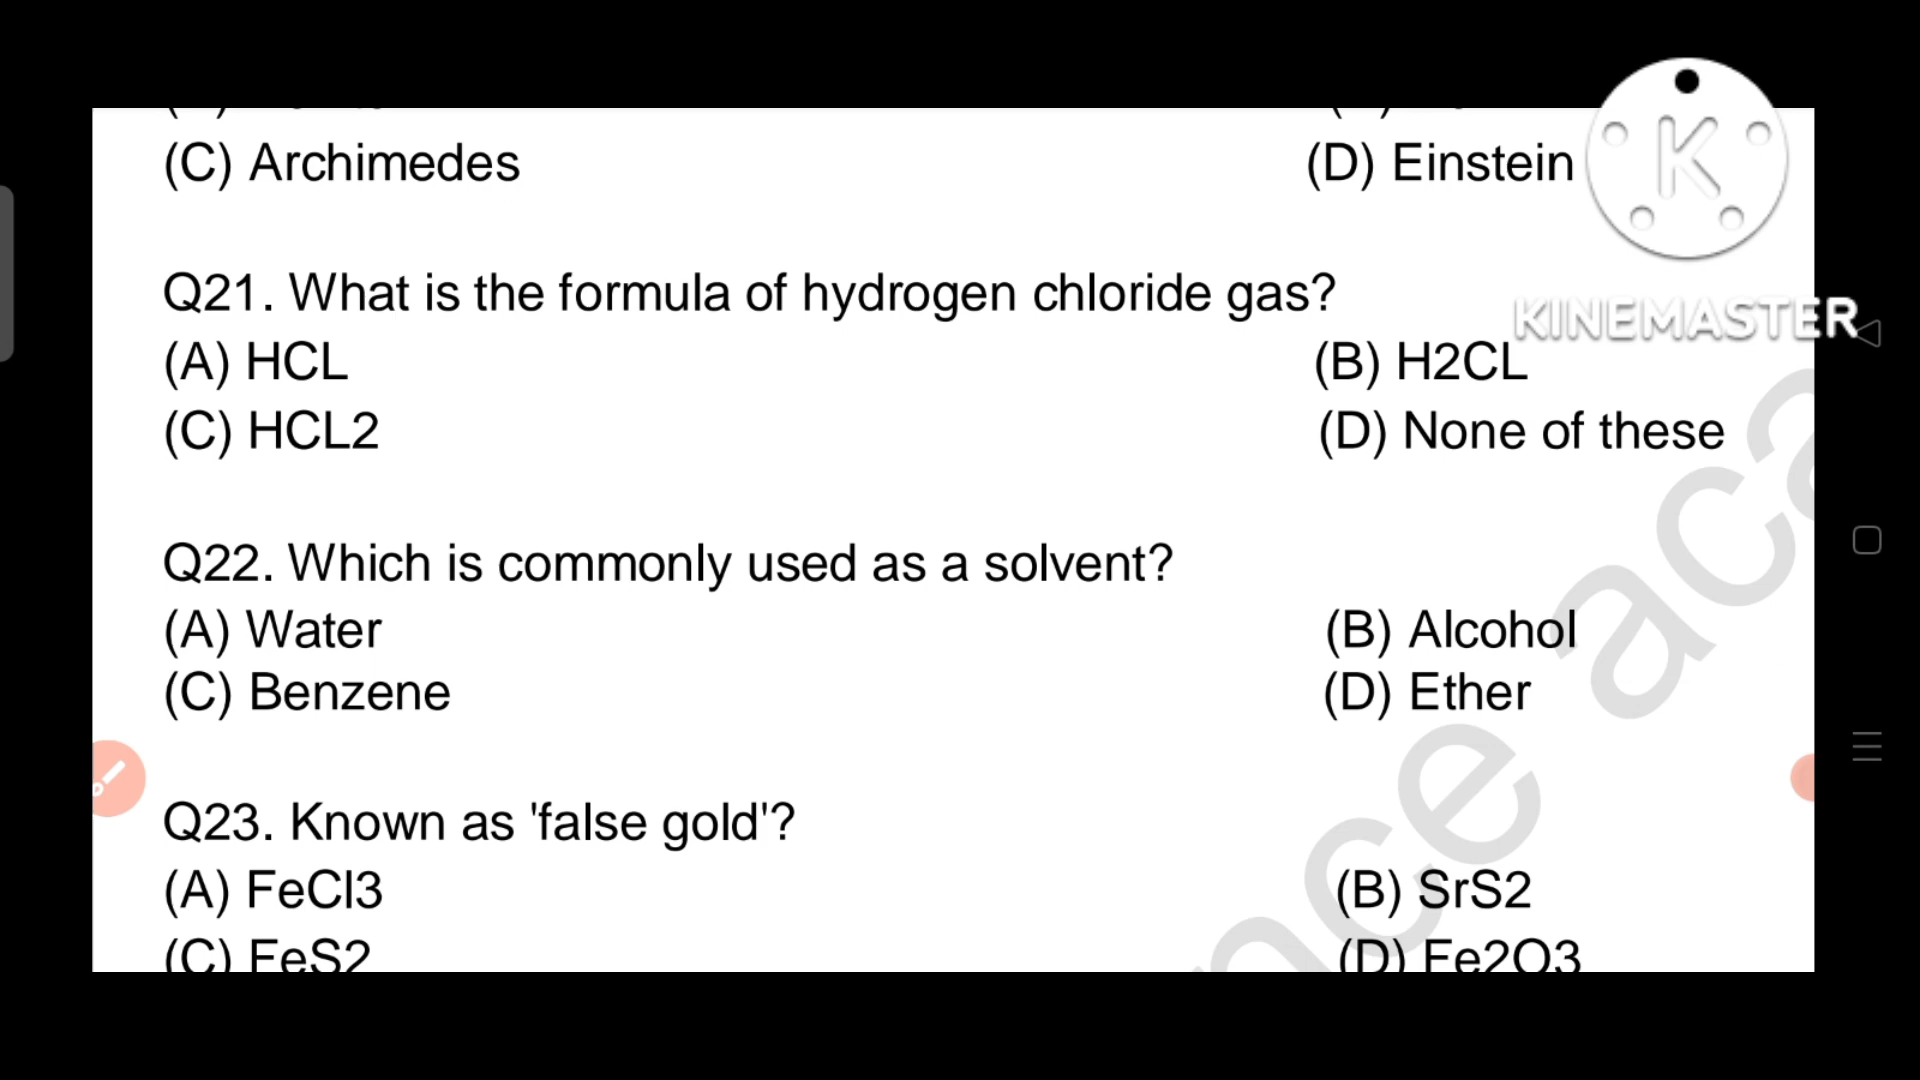 (C) Archimedes (D) Einstein
Q21. What is the formula of hydrogen chloride gas?
(A) HCL (B) H2CL
(C) HCL2 (D) None of these
Q22. Which is commonly used as a solvent?
(A) Water (B) Alcohol
(C) Benzene (D) Ether
Q23. Known as 'false gold'?
(A) FeCl3 (B) SrS2
(C) FeS2 (D) Fe2O3
K
KINEMASTER